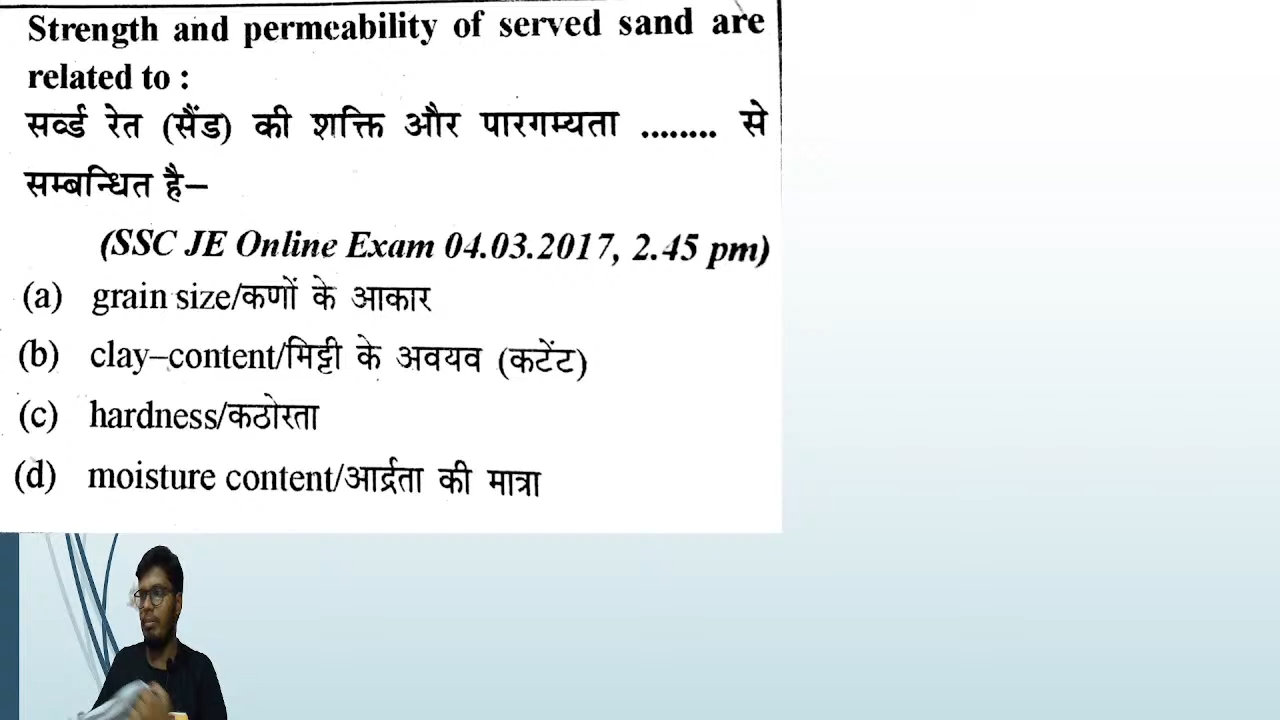 Strength and permeability of served sand are
related to :
सर्व्ड रेत (सैंड) की शक्ति और पारगम्यता ........ से
सम्बन्धित है–
(SSC JE Online Exam 04.03.2017, 2.45 pm)
(a) grain size/कणों के आकार
(b) clay–content/मिट्टी के अवयव (कटेंट)
(c) hardness/कठोरता
(d) moisture content/आर्द्रता की मात्रा